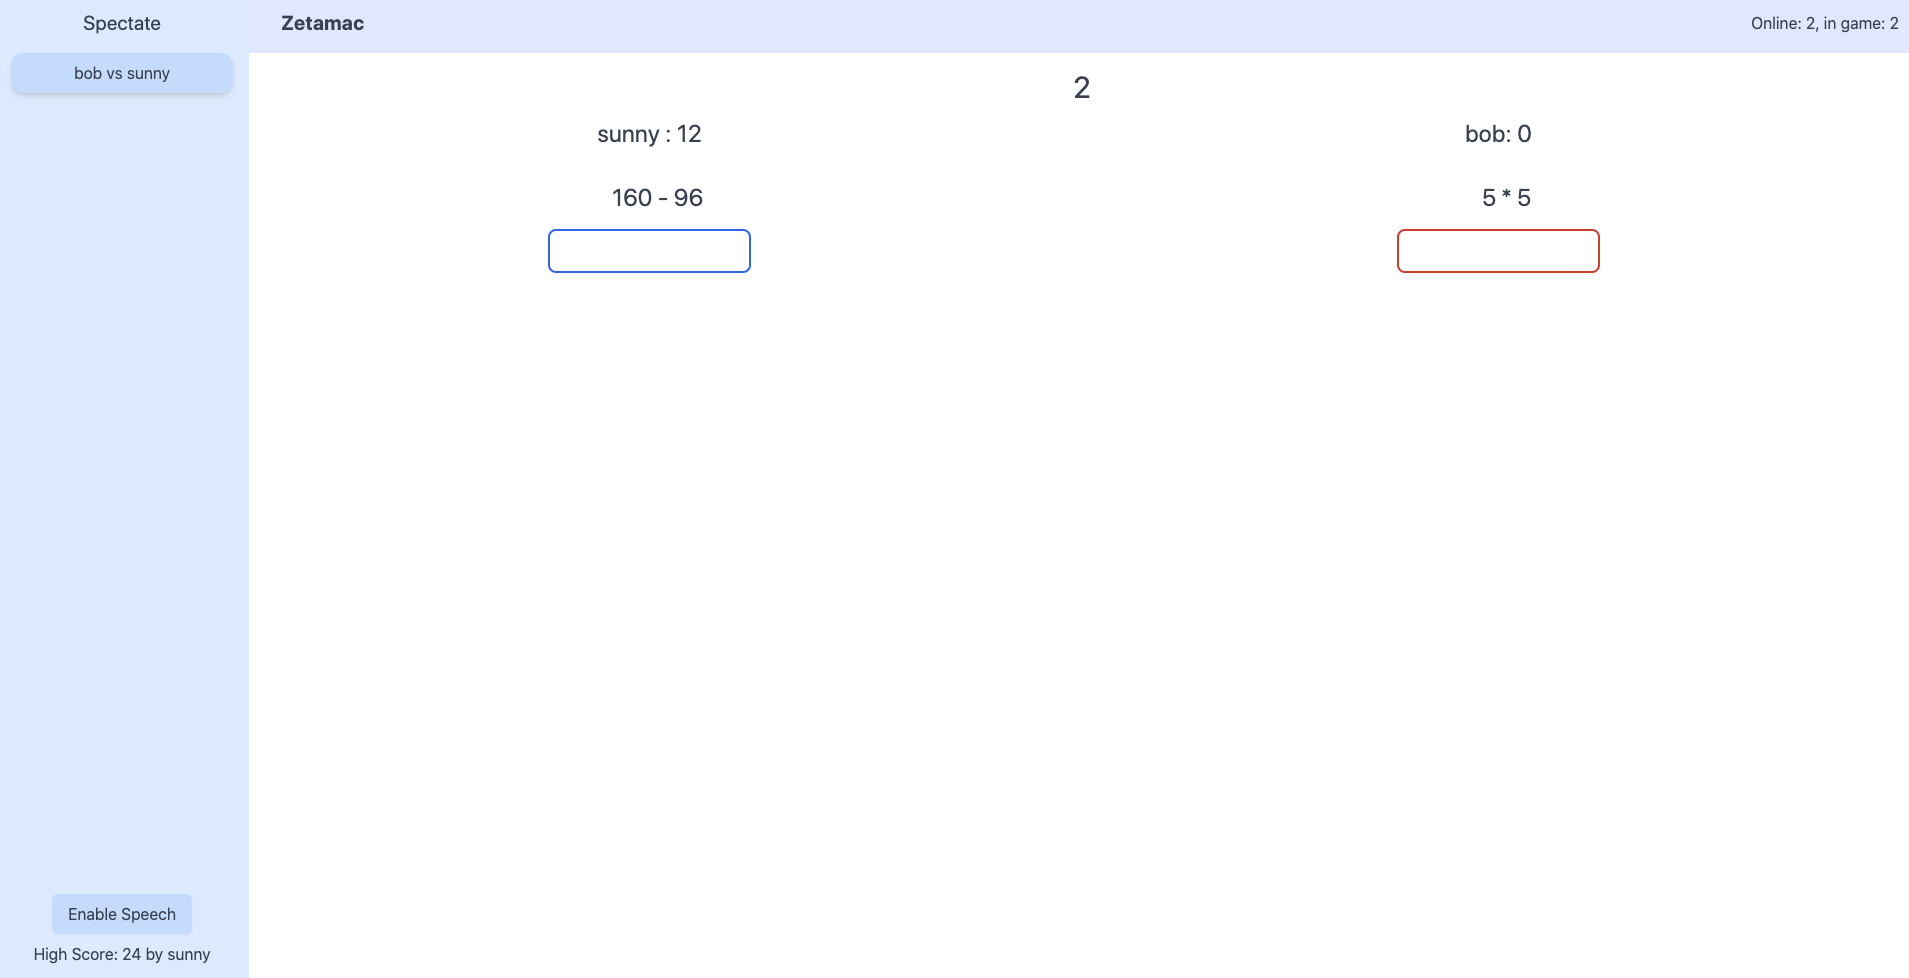 Spectate
bob vs sunny
Zetamac
Online: 2, in game: 2
2
sunny : 12
160 - 96
bob: 0
5 * 5
Enable Speech
High Score: 24 by sunny